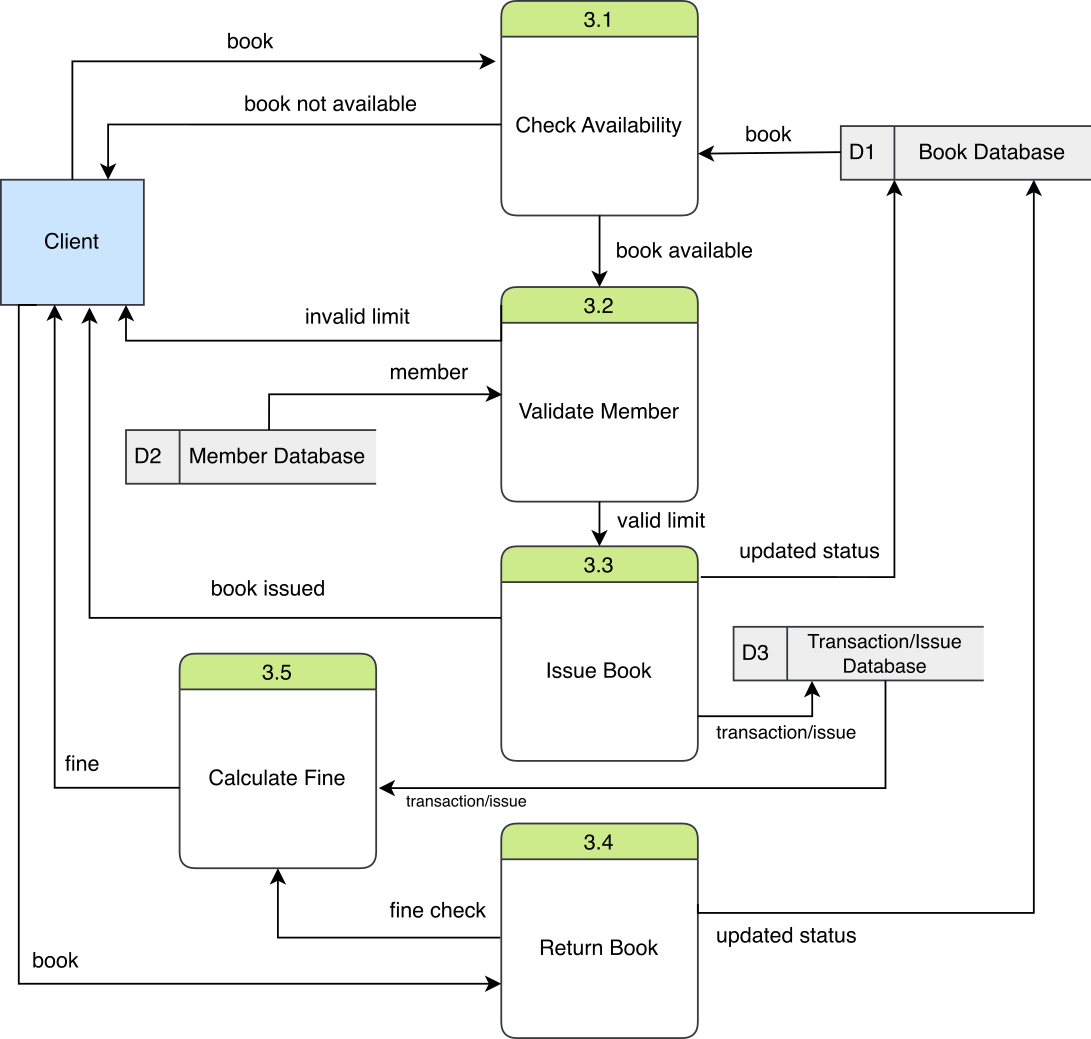 3.1
book
book not available
Check Availability
book
D1
Book Database
Client
book available
3.2
invalid limit
member
Validate Member
D2
Member Database
valid limit
3.3
updated status
book issued
Issue Book
D3
Transaction/Issue
Database
3.5
transaction/issue
fine
Calculate Fine
transaction/issue
3.4
fine check
updated status
Return Book
book